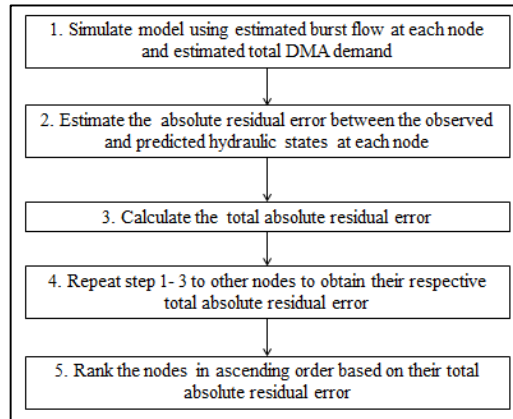 1. Simulate model using estimated burst flow at each node
and estimated total DMA demand
2. Estimate the absolute residual error between the observed
and predicted hydraulic states at each node
3. Calculate the total absolute residual error
4. Repeat step 1- 3 to other nodes to obtain their respective
total absolute residual error
5. Rank the nodes in ascending order based on their total
absolute residual error